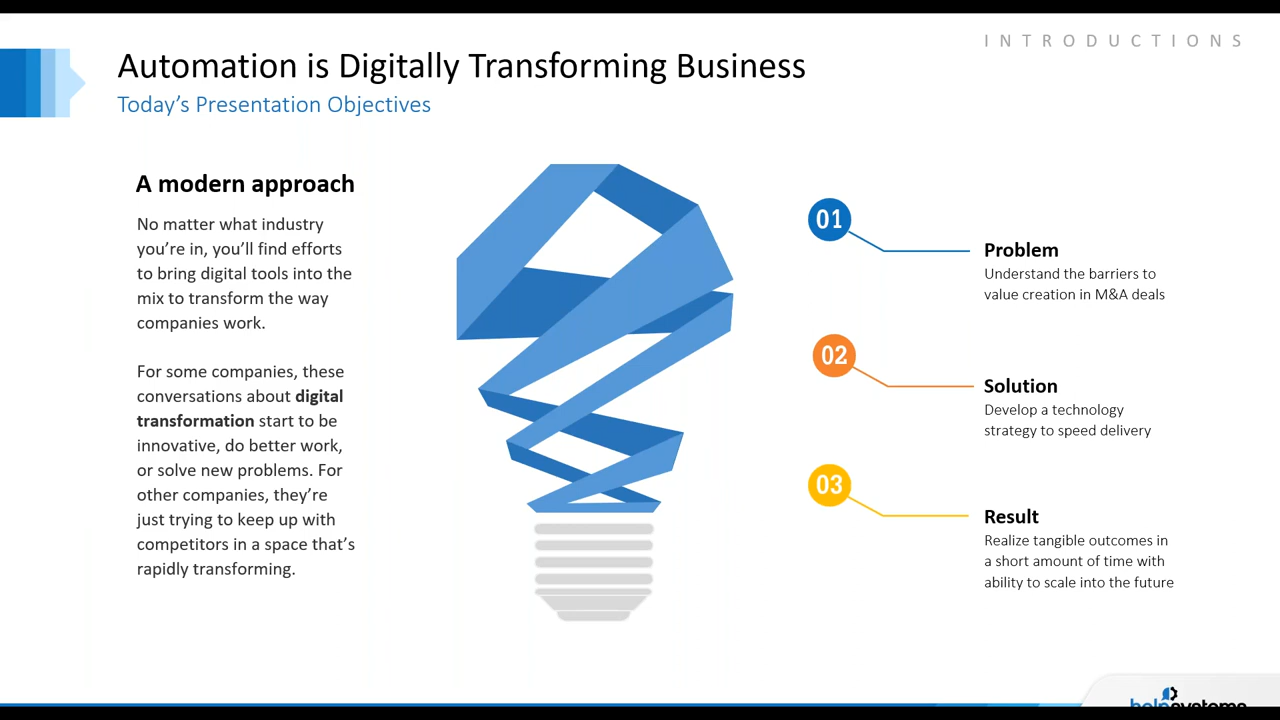 INTRODUCTIONS
Automation is Digitally Transforming Business
Today's Presentation Objectives
A modern approach
No matter what industry
you're in, you'll find efforts
to bring digital tools into the
mix to transform the way
companies work.
For some companies, these
conversations about digital
transformation start to be
innovative, do better work,
or solve new problems. For
other companies, they're
just trying to keep up with
competitors in a space that's
rapidly transforming.
01
Problem
Understand the barriers to
value creation in M&A deals
02
Solution
Develop a technology
strategy to speed delivery
03
Result
Realize tangible outcomes in
a short amount of time with
ability to scale into the future